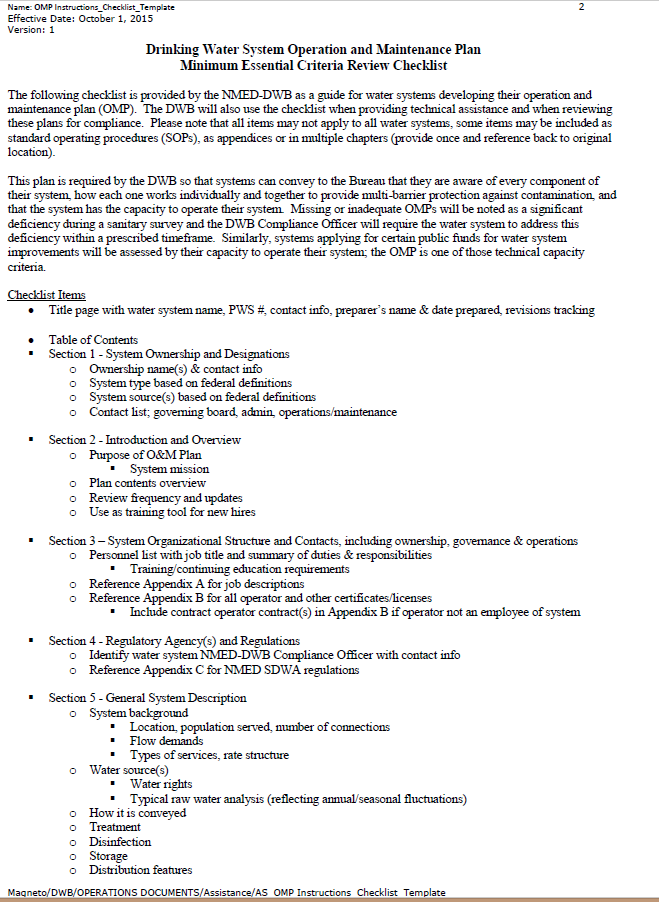 Name: OMP Instructions_Checklist_Template
2
Effective Date: October 1, 2015
Version: 1
Drinking Water System Operation and Maintenance Plan
Minimum Essential Criteria Review Checklist
The following checklist is provided by the NMED-DWB as a guide for water systems developing their operation and
maintenance plan (OMP). The DWB will also use the checklist when providing technical assistance and when reviewing
these plans for compliance. Please note that all items may not apply to all water systems, some items may be included as
standard operating procedures (SOPs), as appendices or in multiple chapters (provide once and reference back to original
location).
This plan is required by the DWB so that systems can convey to the Bureau that they are aware of every component of
their system, how each one works individually and together to provide multi-barrier protection against contamination, and
that the system has the capacity to operate their system. Missing or inadequate OMPs will be noted as a significant
deficiency during a sanitary survey and the DWB Compliance Officer will require the water system to address this
deficiency within a prescribed timeframe. Similarly, systems applying for certain public funds for water system
improvements will be assessed by their capacity to operate their system; the OMP is one of those technical capacity
criteria.
Checklist Items
• Title page with water system name, PWS #, contact info, preparer's name & date prepared, revisions tracking
• Table of Contents
▪ Section 1 - System Ownership and Designations
o Ownership name(s) & contact info
o System type based on federal definitions
o System source(s) based on federal definitions
o Contact list; governing board, admin, operations/maintenance
▪ Section 2 - Introduction and Overview
o Purpose of O&M Plan
▪ System mission
o Plan contents overview
o Review frequency and updates
o Use as training tool for new hires
▪ Section 3 – System Organizational Structure and Contacts, including ownership, governance & operations
o Personnel list with job title and summary of duties & responsibilities
▪ Training/continuing education requirements
o Reference Appendix A for job descriptions
o Reference Appendix B for all operator and other certificates/licenses
▪ Include contract operator contract(s) in Appendix B if operator not an employee of system
▪ Section 4 - Regulatory Agency(s) and Regulations
o Identify water system NMED-DWB Compliance Officer with contact info
o Reference Appendix C for NMED SDWA regulations
▪ Section 5 - General System Description
o System background
▪ Location, population served, number of connections
▪ Flow demands
▪ Types of services, rate structure
o Water source(s)
▪ Water rights
▪ Typical raw water analysis (reflecting annual/seasonal fluctuations)
o How it is conveyed
o Treatment
o Disinfection
o Storage
o Distribution features
Magneto/DWB/OPERATIONS DOCUMENTS/Assistance/AS_OMP Instructions_Checklist_Template